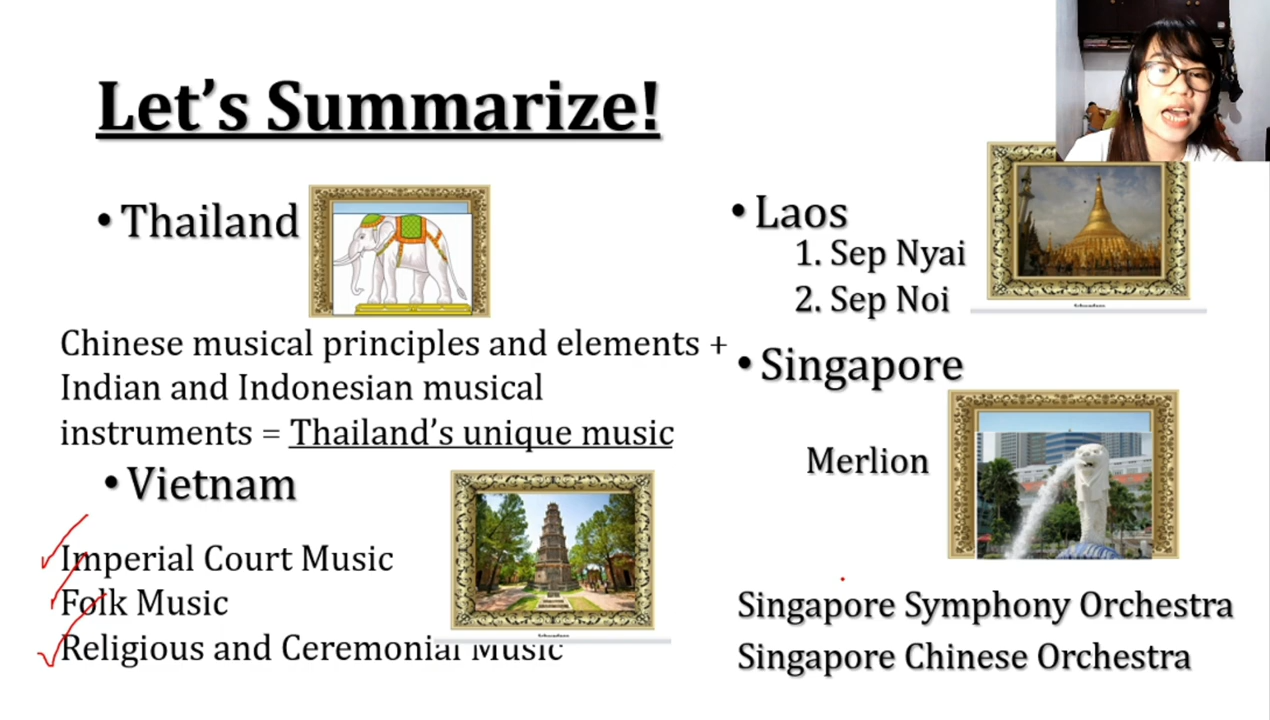 Let's Summarize!
• Thailand
Chinese musical principles and elements +
Indian and Indonesian musical
instruments = Thailand's unique music
• Vietnam
Imperial Court Music
Folk Music
Religious and Ceremonial Music
• Laos
1. Sep Nyai
2. Sep Noi
• Singapore
Merlion
Singapore Symphony Orchestra
Singapore Chinese Orchestra